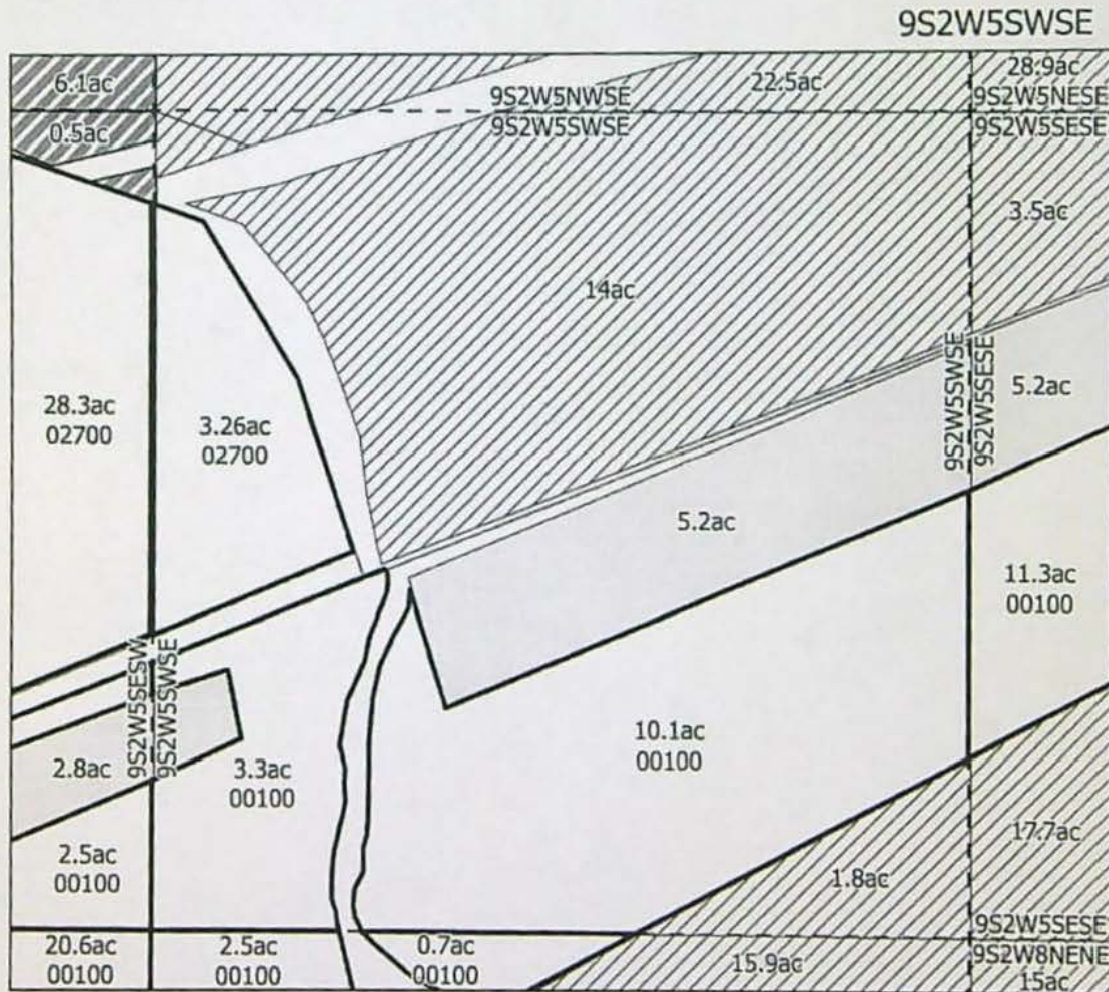 9S2W5SWSE
6.1ac
22.5ac
28.9ac
9S2W5NWSE
9S2W5NESE
9S2W5SWSE
9S2W5SESE
0.5ac
3.5ac
14ac
28.3ac
02700
3.26ac
02700
9S2W5SWSE
9S2W5SESE
5.2ac
5.2ac
11.3ac
00100
9S2W5SESW
9S2W5SWSE
2.8ac
3.3ac
00100
10.1ac
00100
2.5ac
00100
17.7ac
1.8ac
9S2W5SESE
9S2W8NENE
20.6ac
00100
2.5ac
00100
0.7ac
00100
15.9ac
15ac